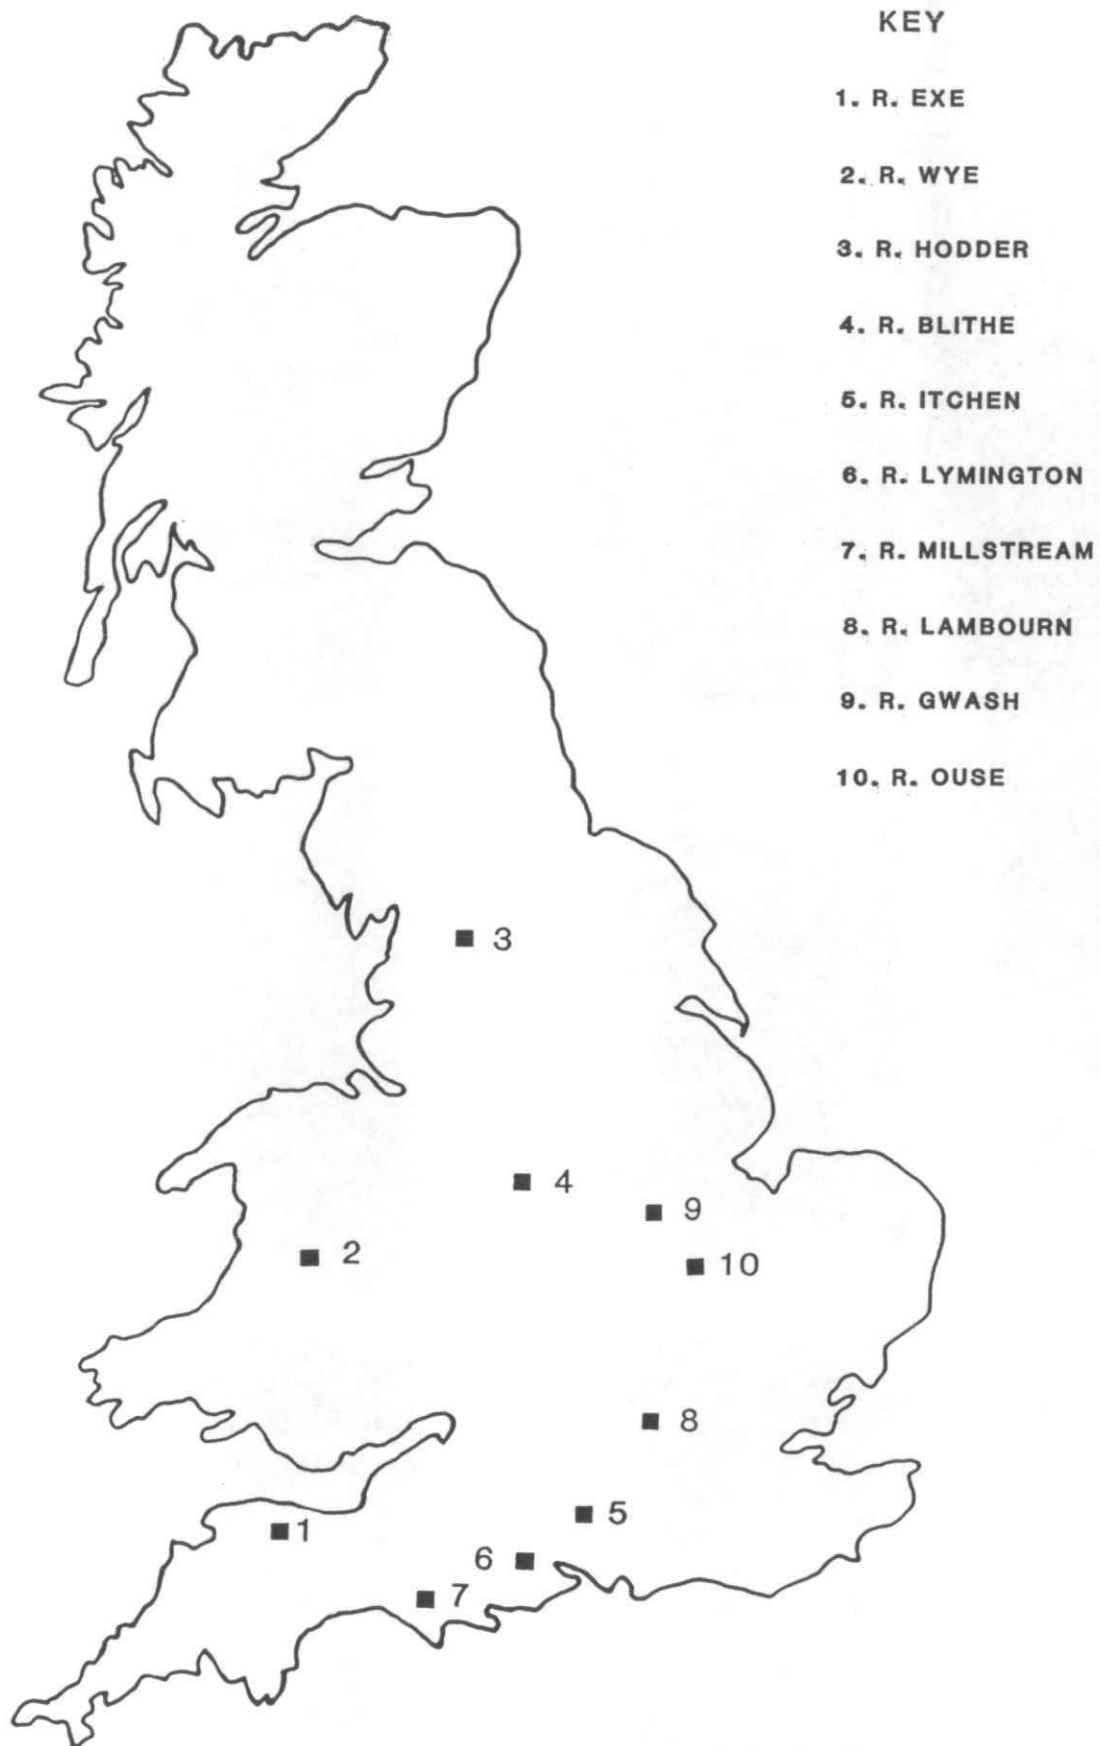 KEY
1. R. EXE
2. R. WYE
3. R. HODDER
4. R. BLITHE
5. R. ITCHEN
6. R. LYMINGTON
7. R. MILLSTREAM
8. R. LAMBOURN
9. R. GWASH
10. R. OUSE
3
4
9
2
10
8
5
1
6
7